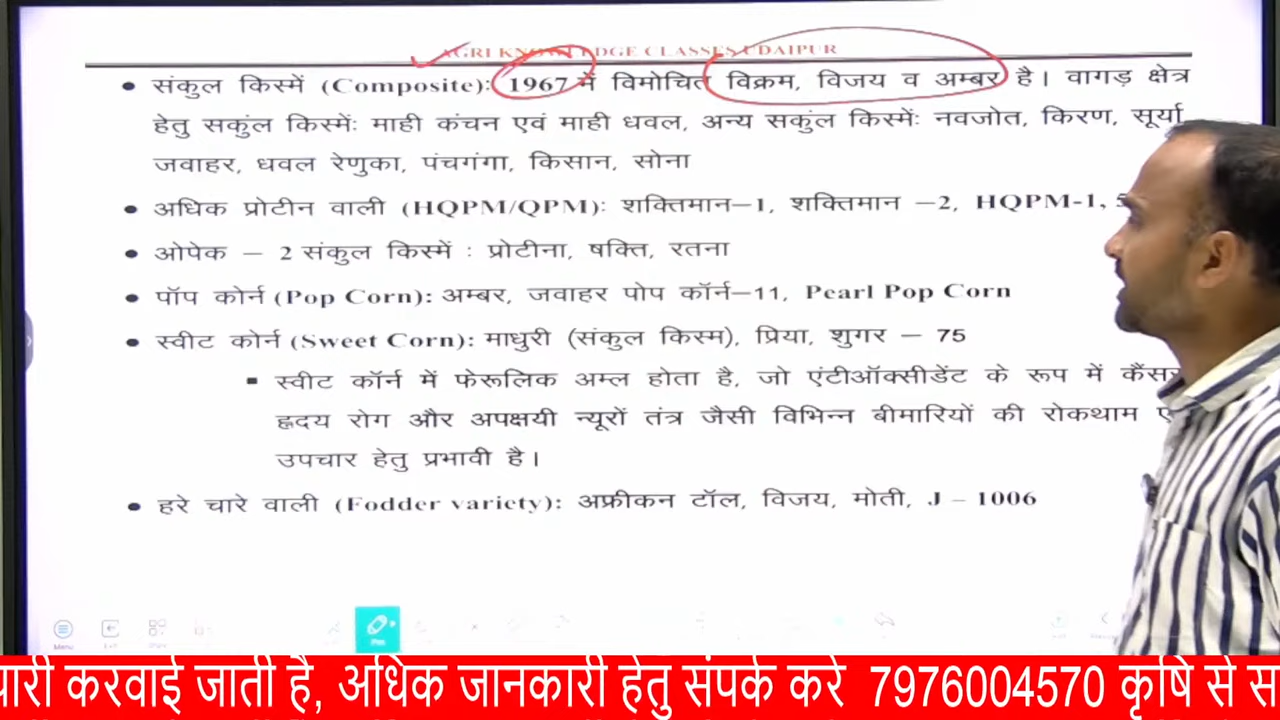 AGRI KNOWLEDGE CLASSES UDAIPUR
• संकुल किस्में (Composite): 1967 में विमोचित विक्रम, विजय व अम्बर है। वागड़ क्षेत्र
हेतु सकुंल किस्में: माही कंचन एवं माही धवल, अन्य सकुंल किस्में: नवजोत, किरण, सूर्या,
जवाहर, धवल रेणुका, पंचगंगा, किसान, सोना
• अधिक प्रोटीन वाली (HQPM/QPM): शक्तिमान–1, शक्तिमान –2, HQPM-1,
• ओपेक – 2 संकुल किस्में : प्रोटीना, षक्ति, रतना
• पॉप कोर्न (Pop Corn): अम्बर, जवाहर पोप कॉर्न–11, Pearl Pop Corn
• स्वीट कोर्न (Sweet Corn): माधुरी (संकुल किस्म), प्रिया, शुगर – 75
▪ स्वीट कॉर्न में फेरूलिक अम्ल होता है, जो एंटीऑक्सीडेंट के रूप में कैंसर
हृदय रोग और अपक्षयी न्यूरों तंत्र जैसी विभिन्न बीमारियों की रोकथाम
उपचार हेतु प्रभावी है।
• हरे चारे वाली (Fodder variety): अफ्रीकन टॉल, विजय, मोती, J – 1006
Menu
Pen
यारी करवाई जाती है, अधिक जानकारी हेतु संपर्क करे 7976004570 कृषि से